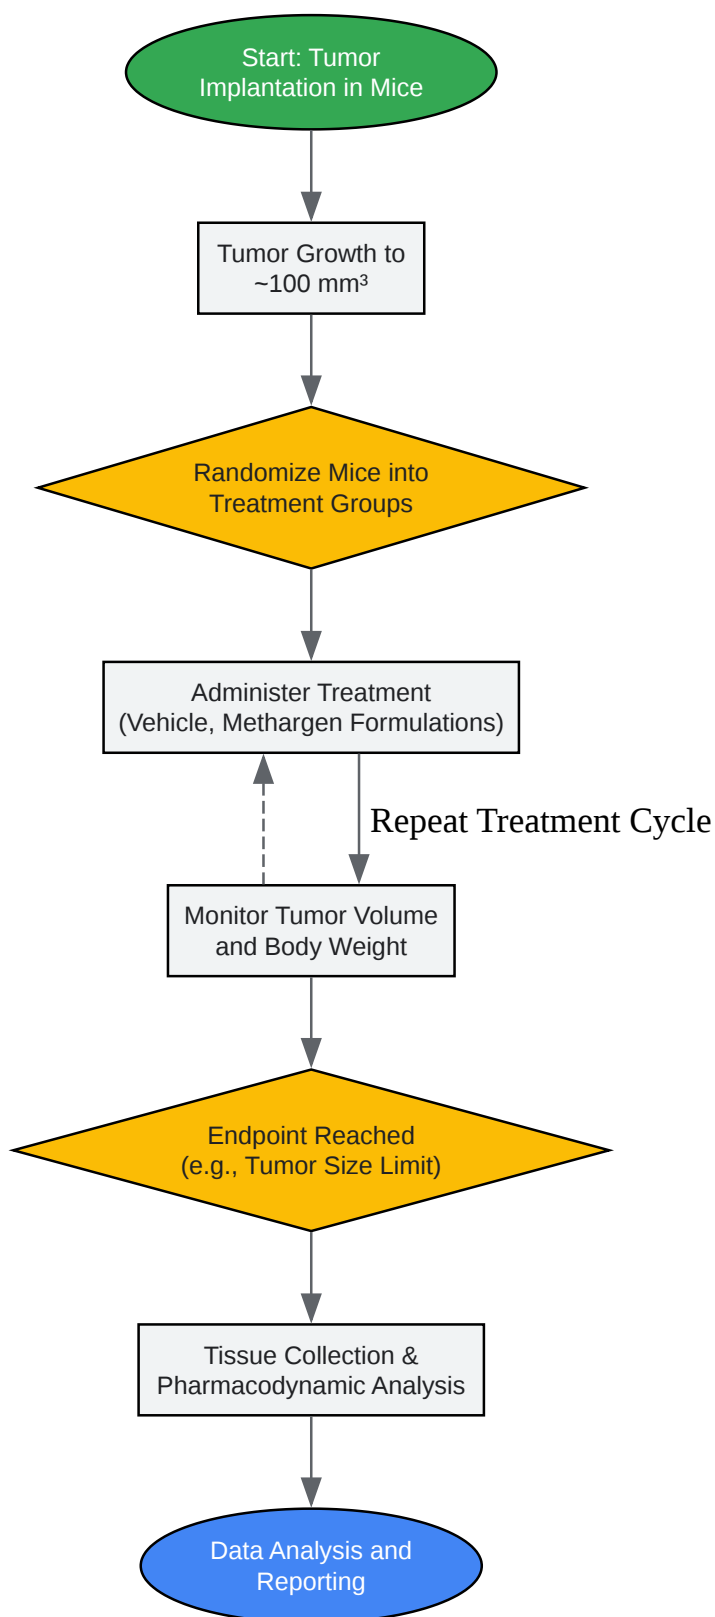 Start: Tumor
Implantation in Mice
Tumor Growth to
~100 mm³
Randomize Mice into
Treatment Groups
Administer Treatment
(Vehicle, Methargen Formulations)
Repeat Treatment Cycle
Monitor Tumor Volume
and Body Weight
Endpoint Reached
(e.g., Tumor Size Limit)
Tissue Collection &
Pharmacodynamic Analysis
Data Analysis and
Reporting